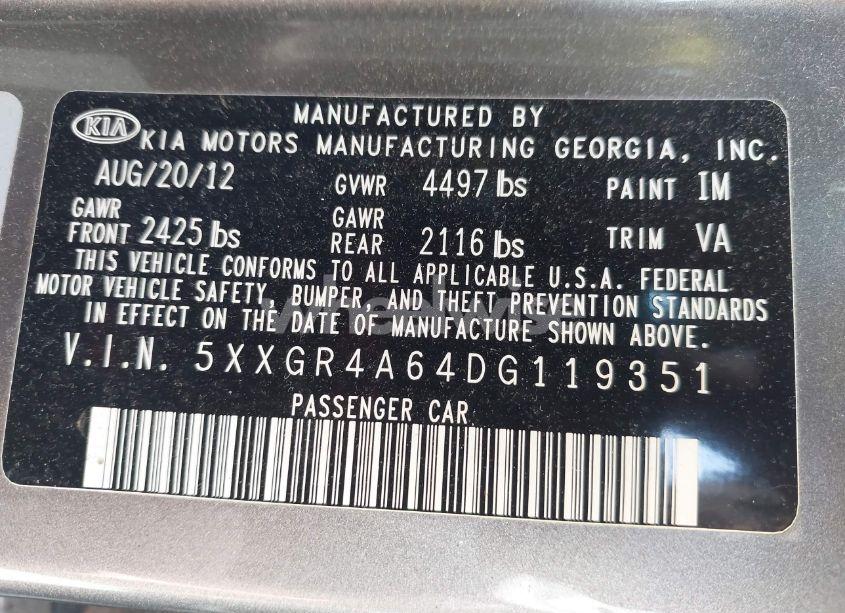 MANUFACTURED BY
KIA KIA MOTORS MANUFACTURING GEORGIA, INC.
AUG/20/12 GVWR 4497 lbs PAINT IM
GAWR FRONT 2425 lbs GAWR REAR 2116 lbs TRIM VA
THIS VEHICLE CONFORMS TO ALL APPLICABLE U.S.A. FEDERAL
MOTOR VEHICLE SAFETY, BUMPER, AND THEFT PREVENTION STANDARDS
IN EFFECT ON THE DATE OF MANUFACTURE SHOWN ABOVE.
V.I.N. 5XXGR4A64DG119351
PASSENGER CAR